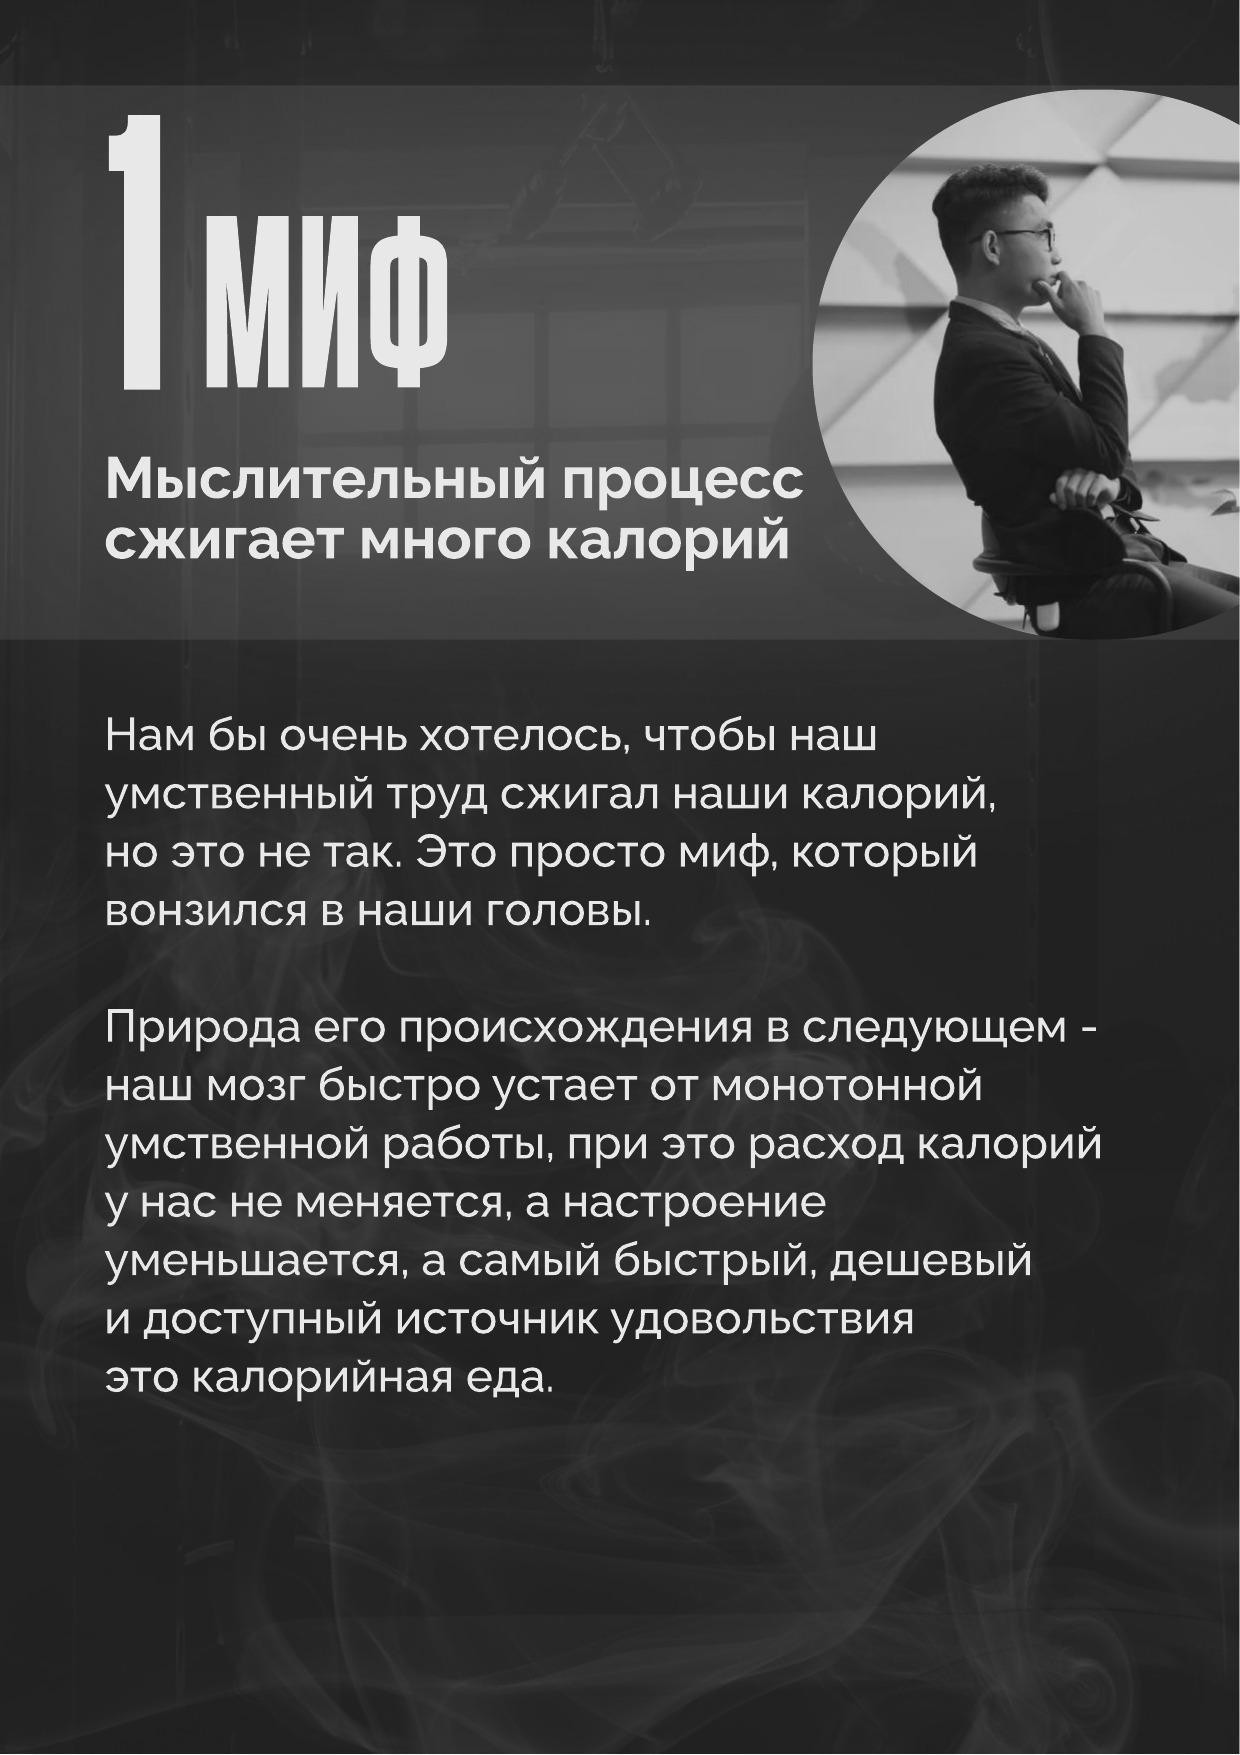 1 МИФ
Мыслительный процесс
сжигает много калорий
Нам бы очень хотелось, чтобы наш
умственный труд сжигал наши калорий,
но это не так. Это просто миф, который
вонзился в наши головы.
Природа его происхождения в следующем -
наш мозг быстро устает от монотонной
умственной работы, при это расход калорий
у нас не меняется, а настроение
уменьшается, а самый быстрый, дешевый
и доступный источник удовольствия
это калорийная еда.